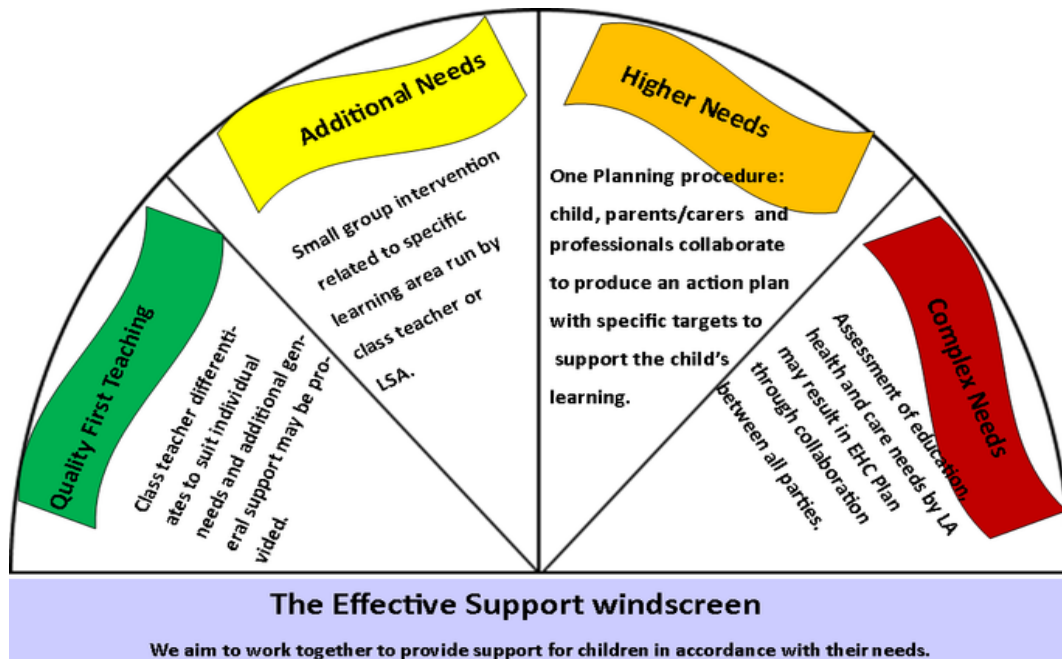 Quality First Teaching
Class teacher differenti-
ates to suit individual
needs and additional gen-
eral support may be pro-
vided.
Additional Needs
Small group intervention
related to specific
learning area run by
class teacher or
LSA.
Higher Needs
One Planning procedure:
child, parents/carers and
professionals collaborate
to produce an action plan
with specific targets to
support the child's
learning.
Complex Needs
Assessment of education,
health and care needs by LA
may result in EHC Plan
through collaboration
between all parties.
The Effective Support windscreen
We aim to work together to provide support for children in accordance with their needs.